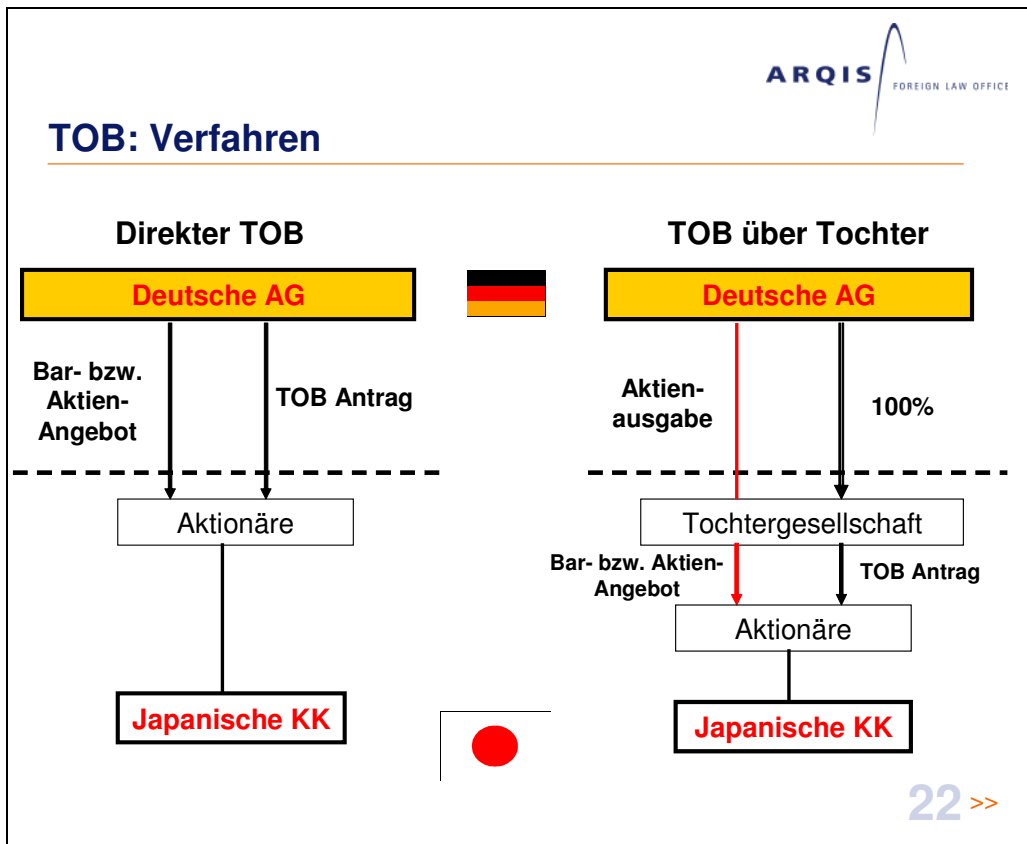 ARQIS
FOREIGN LAW OFFICE
TOB: Verfahren
Direkter TOB
Deutsche AG
Bar- bzw.
Aktien-
Angebot
TOB Antrag
Aktionäre
Japanische KK
TOB über Tochter
Deutsche AG
Aktien-
ausgabe
100%
Tochtergesellschaft
Bar- bzw. Aktien-
Angebot
TOB Antrag
Aktionäre
Japanische KK
22 >>